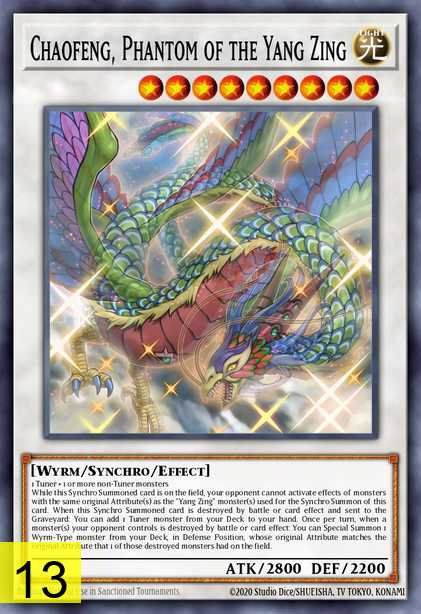 CHAOFENG, PHANTOM OF THE YANG ZING
LIGHT
光
[WYRM/SYNCHRO/EFFECT]
1 Tuner + 1 or more non-Tuner monsters
While this Synchro Summoned card is on the field, your opponent cannot activate effects of monsters
with the same original Attribute(s) as the "Yang Zing" monster(s) used for the Synchro Summon of
this card. When this Synchro Summoned card is destroyed by battle or card effect and sent to the
Graveyard: You can add 1 Tuner monster from your Deck to your hand. Once per turn, when a
monster(s) your opponent controls is destroyed by battle or card effect: You can Special Summon 1
Wyrm-Type monster from your Deck, in Defense Position, whose original Attribute matches the
original Attribute that 1 of those destroyed monsters had on the field.
ATK/2800 DEF/2200
13
use in Sanctioned Tournaments.
©2020 Studio Dice/SHUEISHA, TV TOKYO, KONAMI